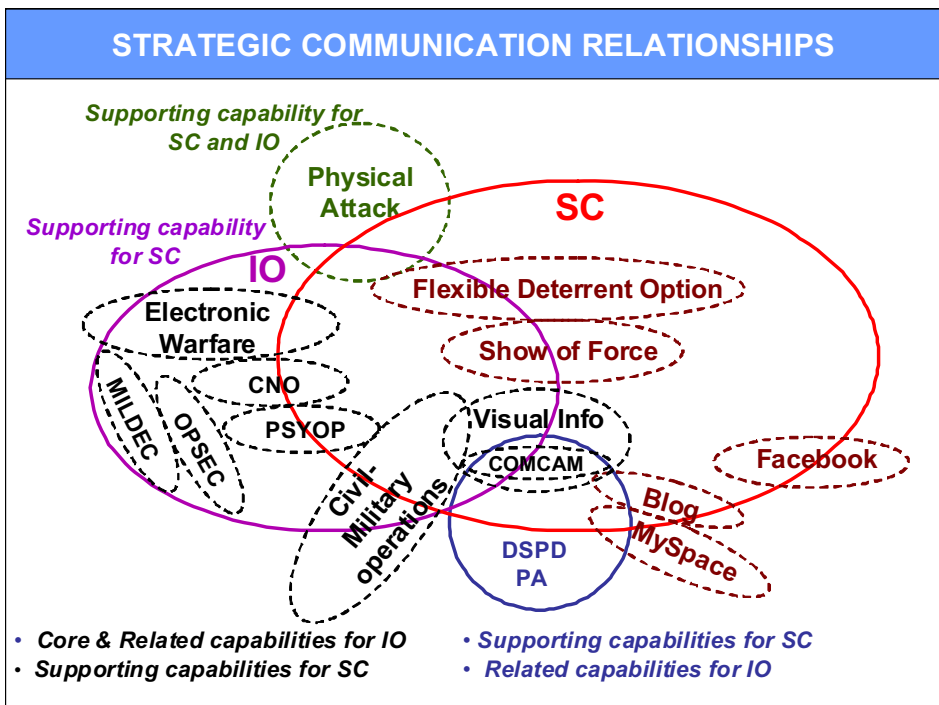 STRATEGIC COMMUNICATION RELATIONSHIPS
Supporting capability for
SC and IO
Physical
Attack
SC
Supporting capability
for SC
IO
Flexible Deterrent Option
Electronic
Warfare
Show of Force
CNO
MILDEC
OPSEC
PSYOP
Visual Info
COMCAM
Civil-
Military
operations
Facebook
Blog
MySpace
DSPD
PA
• Core & Related capabilities for IO
• Supporting capabilities for SC
• Supporting capabilities for SC
• Related capabilities for IO